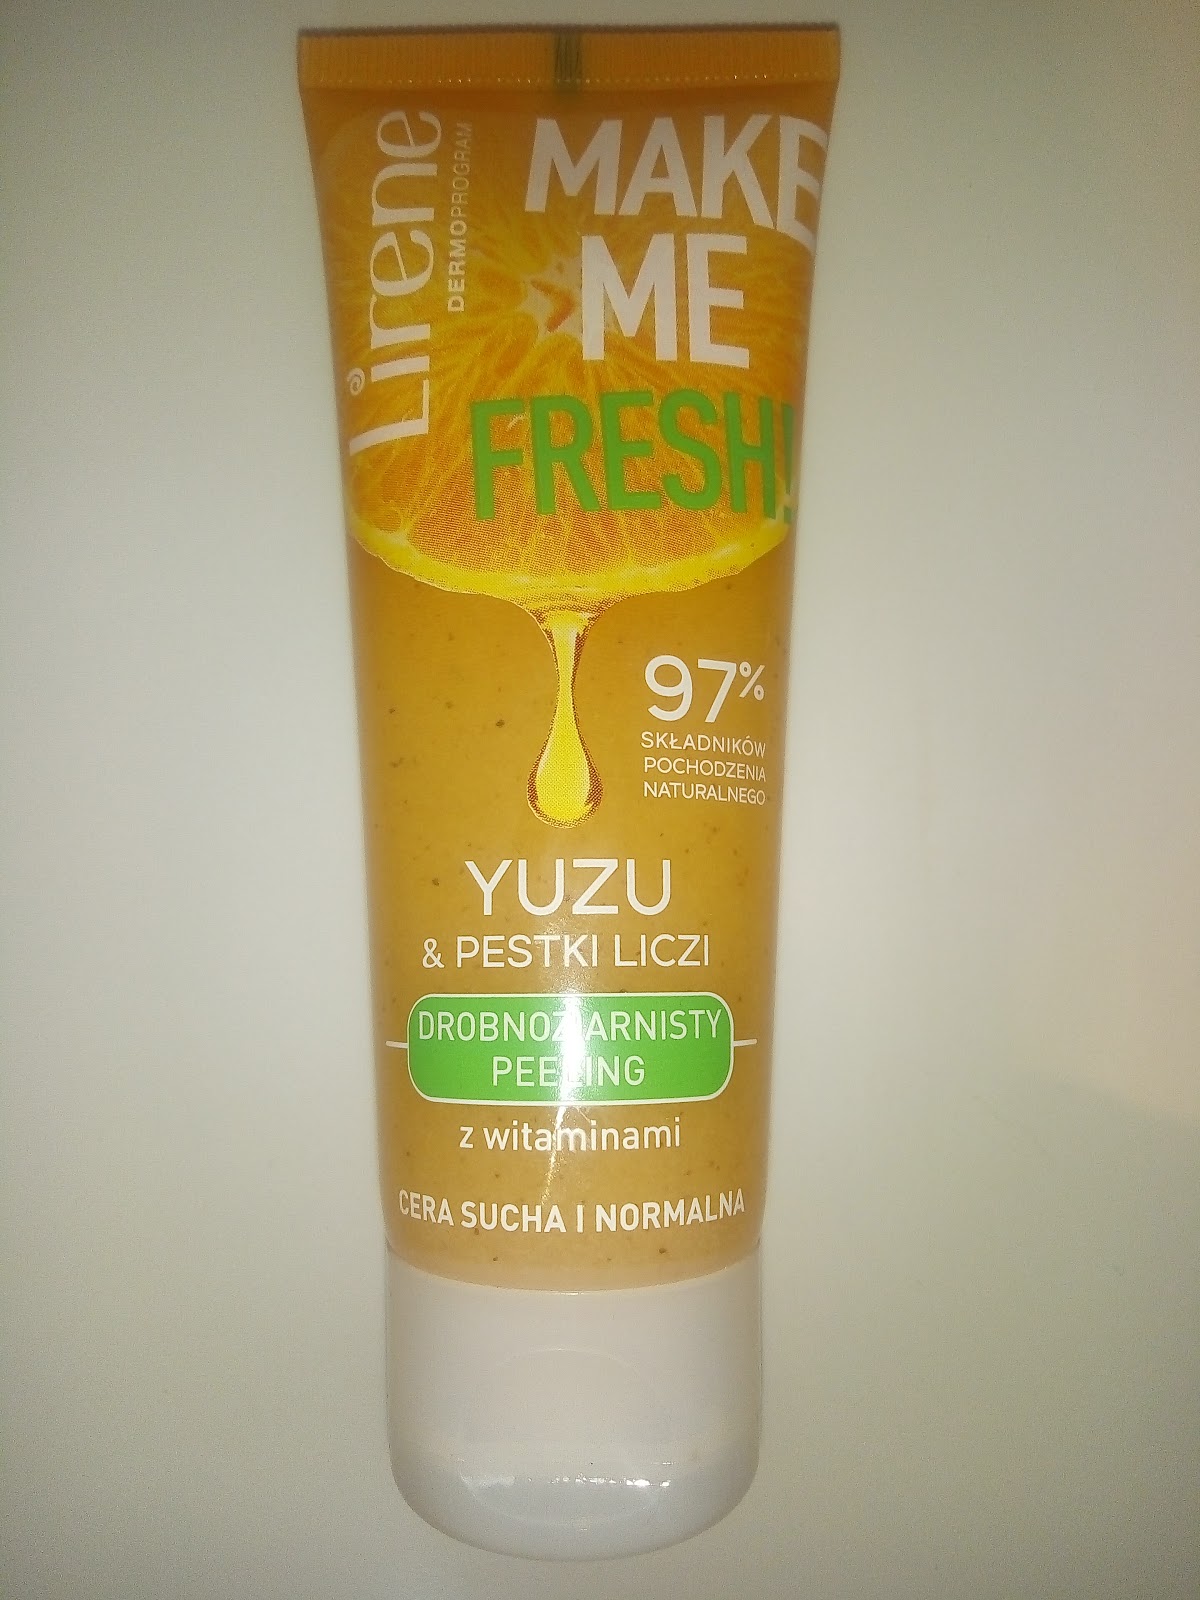 Lirene
DERMOPROGRAM
MAKE
ME
FRESH!
97%
SKŁADNIKÓW
POCHODZENIA
NATURALNEGO
YUZU
& PESTKI LICZI
DROBNOZIARNISTY
PEELING
z witaminami
CERA SUCHA I NORMALNA